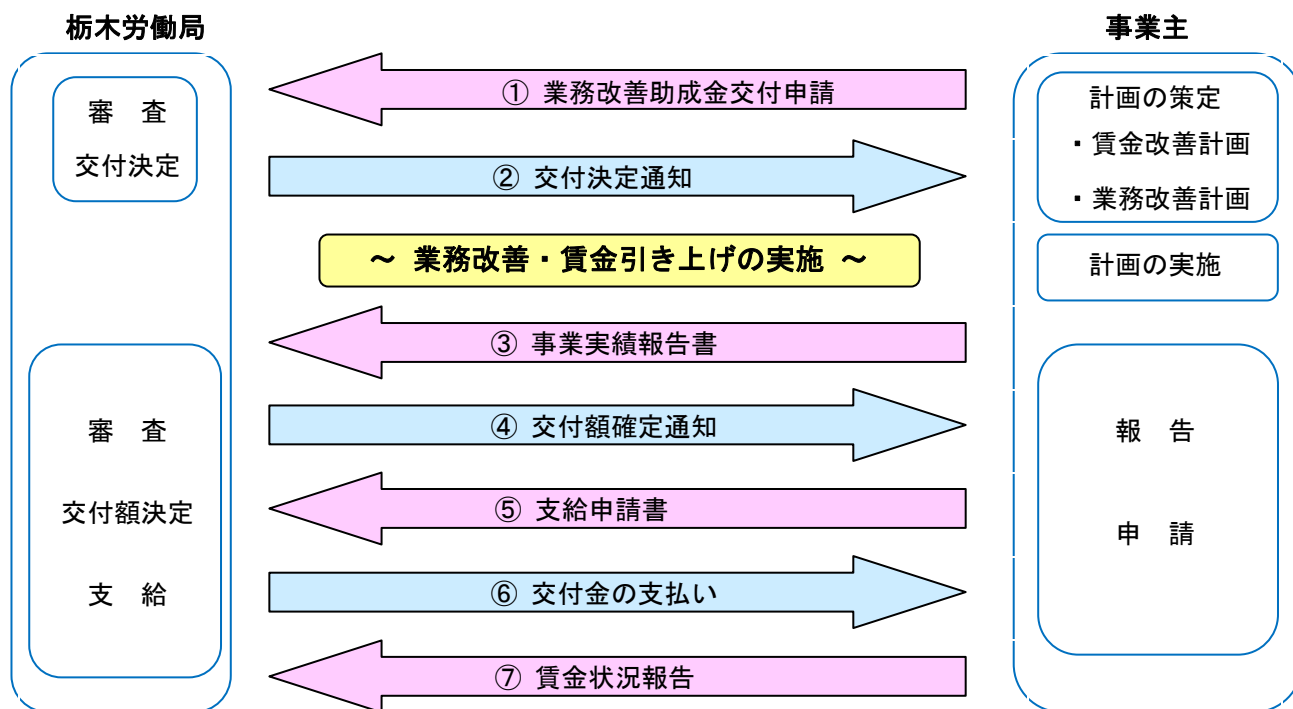 栃木労働局
事業主
審　査
交付決定
① 業務改善助成金交付申請
計画の策定
・賃金改善計画
・業務改善計画
② 交付決定通知
～ 業務改善・賃金引き上げの実施 ～
計画の実施
③ 事業実績報告書
審　査
④ 交付額確定通知
報　告
交付額決定
⑤ 支給申請書
申　請
支　給
⑥ 交付金の支払い
⑦ 賃金状況報告